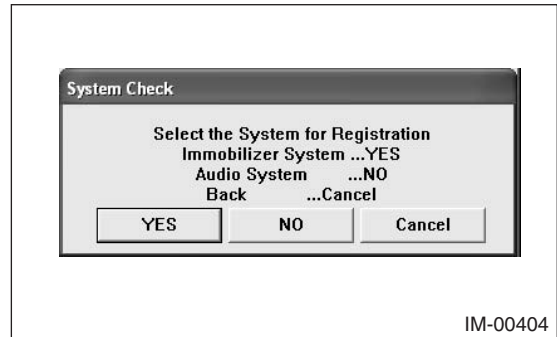 System Check
Select the System for Registration
Immobilizer System ...YES
Audio System ...NO
Back ...Cancel
YES NO Cancel
IM-00404